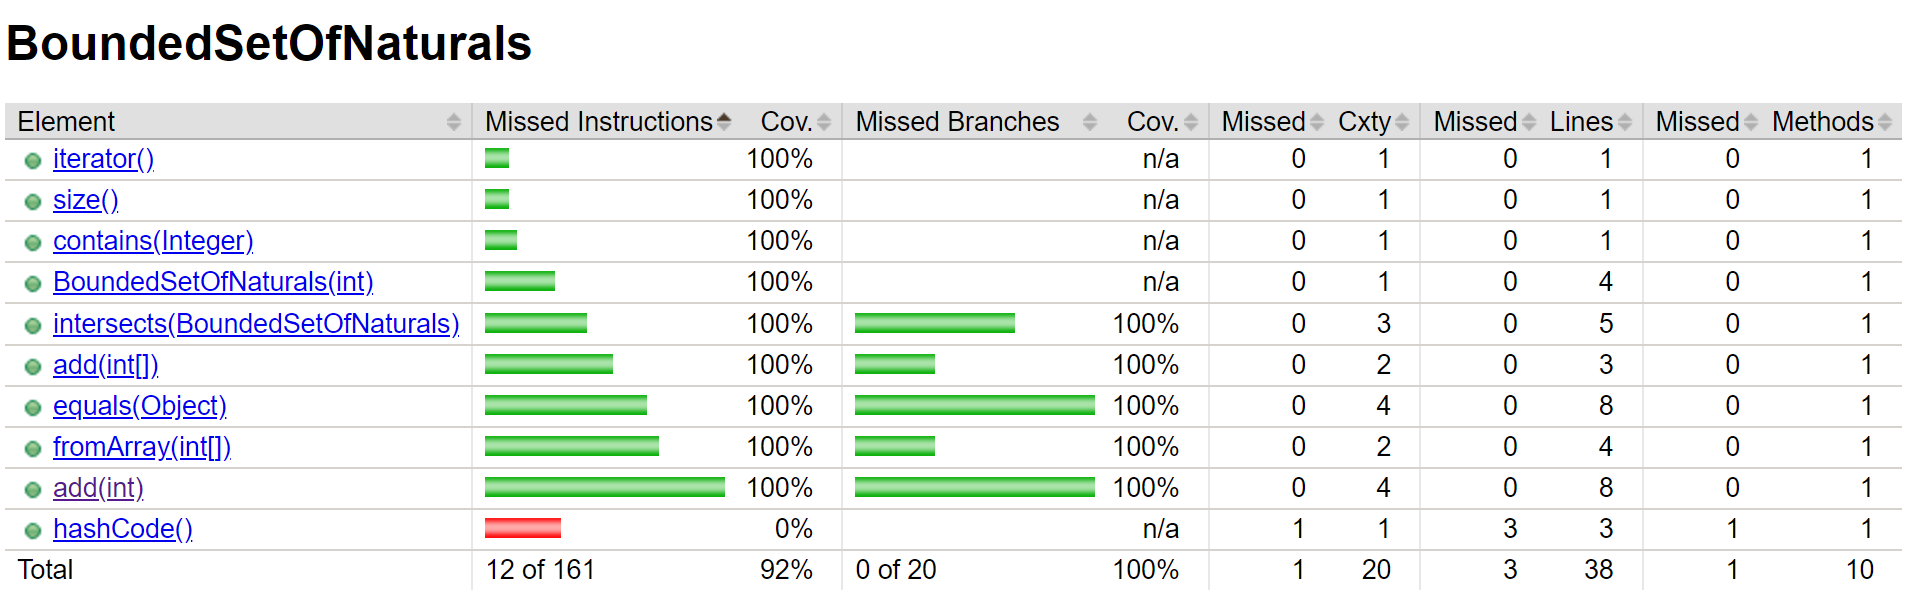 BoundedSetOfNaturals
Element Missed Instructions Cov. Missed Branches Cov. Missed Cxty Missed Lines Missed Methods
iterator() 100% n/a 0 1 0 1 0 1
size() 100% n/a 0 1 0 1 0 1
contains(Integer) 100% n/a 0 1 0 1 0 1
BoundedSetOfNaturals(int) 100% n/a 0 1 0 4 0 1
intersects(BoundedSetOfNaturals) 100% 100% 0 3 0 5 0 1
add(int[]) 100% 100% 0 2 0 3 0 1
equals(Object) 100% 100% 0 4 0 8 0 1
fromArray(int[]) 100% 100% 0 2 0 4 0 1
add(int) 100% 100% 0 4 0 8 0 1
hashCode() 0% n/a 1 1 3 3 1 1
Total 12 of 161 92% 0 of 20 100% 1 20 3 38 1 10